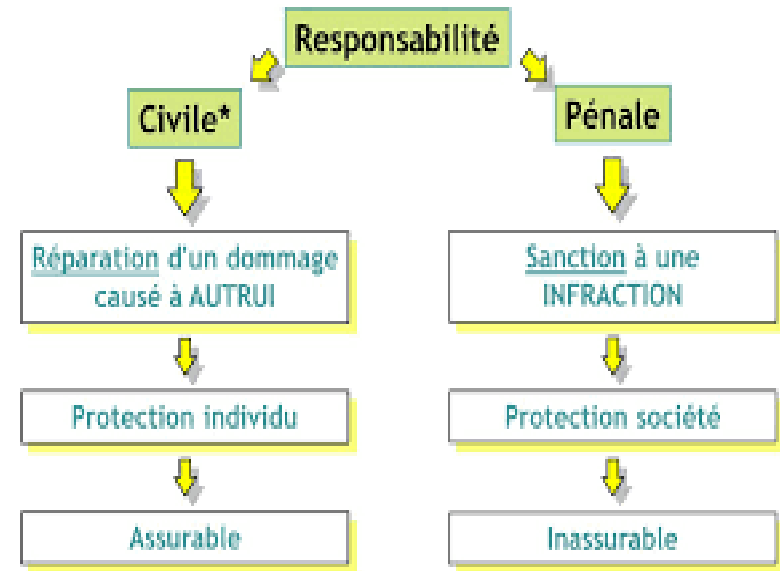 Responsabilité
Civile*
Pénale
Réparation d'un dommage
causé à AUTRUI
Sanction à une
INFRACTION
Protection individu
Protection société
Assurable
Inassurable